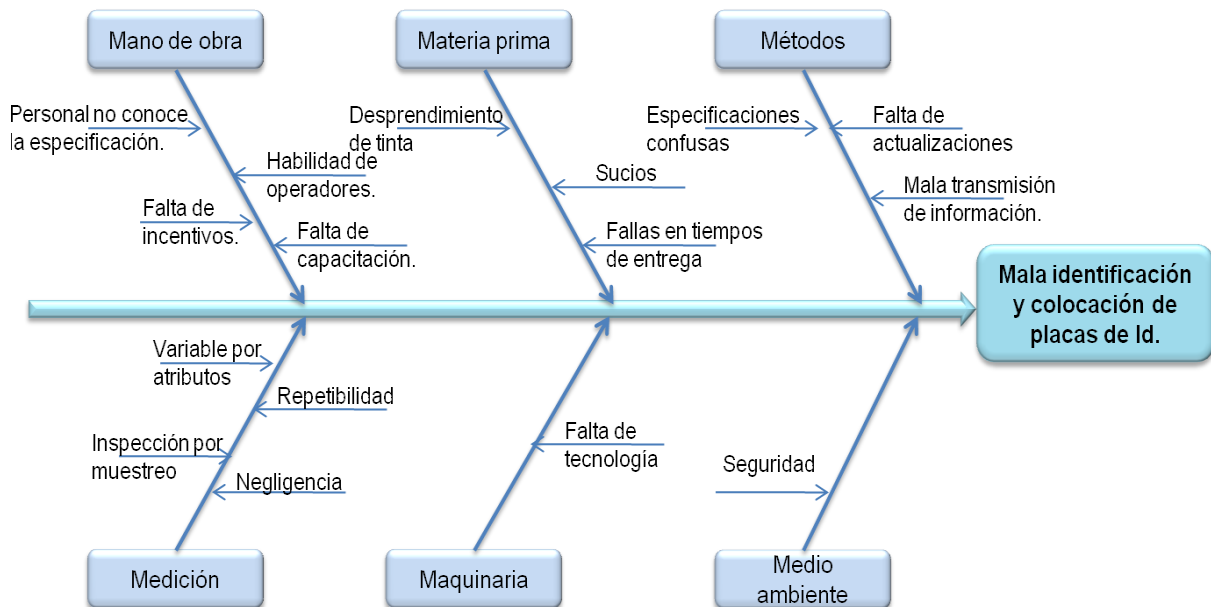 Mano de obra
Materia prima
Métodos
Personal no conoce
la especificación.
Habilidad de
operadores.
Falta de
incentivos.
Falta de
capacitación.
Desprendimiento
de tinta
Sucios
Fallas en tiempos
de entrega
Especificaciones
confusas
Falta de
actualizaciones
Mala transmisión
de información.
Mala identificación
y colocación de
placas de Id.
Variable por
atributos
Repetibilidad
Inspección por
muestreo
Negligencia
Falta de
tecnología
Seguridad
Medición
Maquinaria
Medio
ambiente